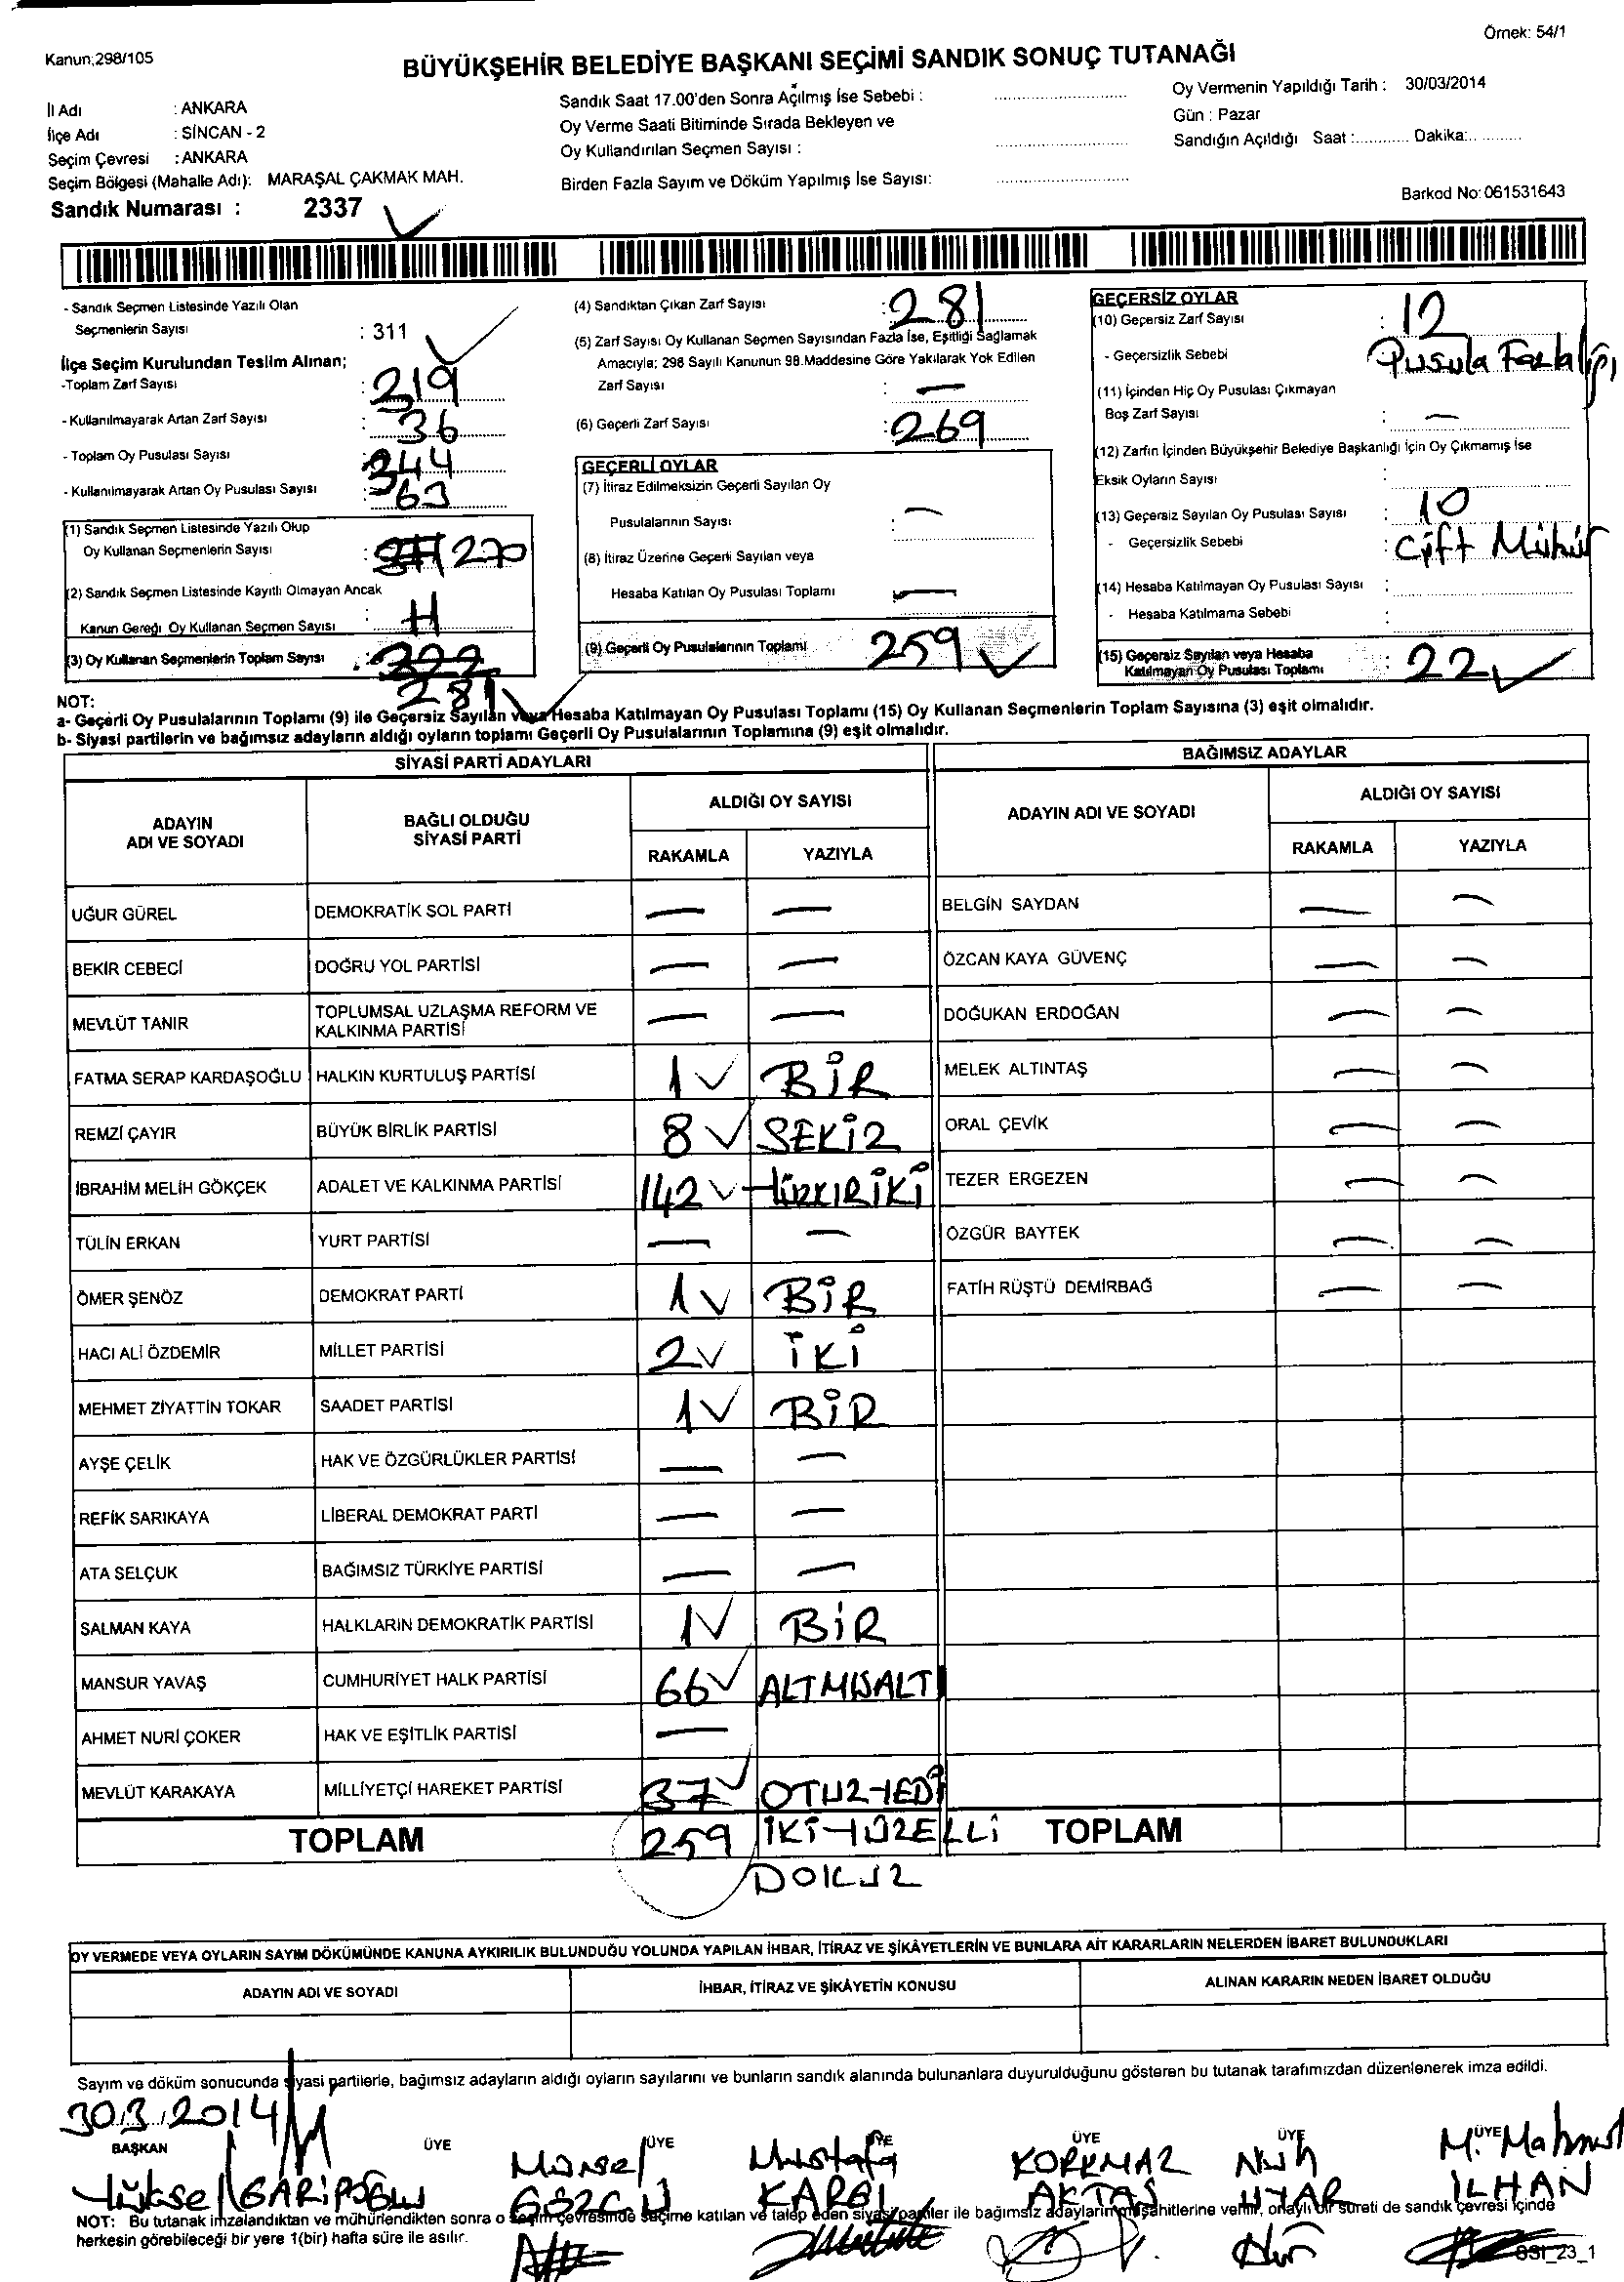 Örnek: 54/1
Kanun;298/105
BÜYÜKŞEHİR BELEDİYE BAŞKANI SEÇİMİ SANDIK SONUÇ TUTANAĞI
İl Adı : ANKARA
İlçe Adı : SİNCAN - 2
Seçim Çevresi : ANKARA
Seçim Bölgesi (Mahalle Adı): MARAŞAL ÇAKMAK MAH.
Sandık Numarası : 2337
Sandık Saat 17.00'den Sonra Açılmış İse Sebebi :
Oy Verme Saati Bitiminde Sırada Bekleyen ve
Oy Kullandırılan Seçmen Sayısı :
Birden Fazla Sayım ve Döküm Yapılmış İse Sayısı:
Oy Vermenin Yapıldığı Tarih : 30/03/2014
Gün : Pazar
Sandığın Açıldığı Saat :............ Dakika:............
Barkod No: 061531643
- Sandık Seçmen Listesinde Yazılı Olan
Seçmenlerin Sayısı : 311
İlçe Seçim Kurulundan Teslim Alınan;
-Toplam Zarf Sayısı : 319
- Kullanılmayarak Artan Zarf Sayısı : 36
- Toplam Oy Pusulası Sayısı : 344
- Kullanılmayarak Artan Oy Pusulası Sayısı : 63
(1) Sandık Seçmen Listesinde Yazılı Olup
Oy Kullanan Seçmenlerin Sayısı : 270
(2) Sandık Seçmen Listesinde Kayıtlı Olmayan Ancak
Kanun Gereği Oy Kullanan Seçmen Sayısı : 11
(3) Oy Kullanan Seçmenlerin Toplam Sayısı : 322
281
(4) Sandıktan Çıkan Zarf Sayısı : 281
(5) Zarf Sayısı Oy Kullanan Seçmen Sayısından Fazla İse, Eşitliği Sağlamak
Amacıyla; 298 Sayılı Kanunun 98.Maddesine Göre Yakılarak Yok Edilen
Zarf Sayısı : —
(6) Geçerli Zarf Sayısı : 269
GEÇERLİ OYLAR
(7) İtiraz Edilmeksizin Geçerli Sayılan Oy
Pusulalarının Sayısı : —
(8) İtiraz Üzerine Geçerli Sayılan veya
Hesaba Katılan Oy Pusulası Toplamı —
(9) Geçerli Oy Pusulalarının Toplamı 259
GEÇERSİZ OYLAR
(10) Geçersiz Zarf Sayısı : 12
- Geçersizlik Sebebi Pusula Fazlalığı
(11) İçinden Hiç Oy Pusulası Çıkmayan
Boş Zarf Sayısı : —
(12) Zarfın İçinden Büyükşehir Belediye Başkanlığı İçin Oy Çıkmamış İse
Eksik Oyların Sayısı :
(13) Geçersiz Sayılan Oy Pusulası Sayısı : 10
- Geçersizlik Sebebi : Çift Mühür
(14) Hesaba Katılmayan Oy Pusulası Sayısı :
- Hesaba Katılmama Sebebi :
(15) Geçersiz Sayılan veya Hesaba
Katılmayan Oy Pusulası Toplamı : 22
NOT:
a- Geçerli Oy Pusulalarının Toplamı (9) ile Geçersiz Sayılan veya Hesaba Katılmayan Oy Pusulası Toplamı (15) Oy Kullanan Seçmenlerin Toplam Sayısına (3) eşit olmalıdır.
b- Siyasi partilerin ve bağımsız adayların aldığı oyların toplamı Geçerli Oy Pusulalarının Toplamına (9) eşit olmalıdır.
SİYASİ PARTİ ADAYLARI
ADAYIN ADI VE SOYADI
BAĞLI OLDUĞU SİYASİ PARTİ
ALDIĞI OY SAYISI
RAKAMLA YAZIYLA
UĞUR GÜREL DEMOKRATİK SOL PARTİ — —
BEKİR CEBECİ DOĞRU YOL PARTİSİ — —
MEVLÜT TANIR TOPLUMSAL UZLAŞMA REFORM VE KALKINMA PARTİSİ — —
FATMA SERAP KARDAŞOĞLU HALKIN KURTULUŞ PARTİSİ 1 BİR
REMZİ ÇAYIR BÜYÜK BİRLİK PARTİSİ 8 SEKİZ
İBRAHİM MELİH GÖKÇEK ADALET VE KALKINMA PARTİSİ 142 YÜZKIRİKİ
TÜLİN ERKAN YURT PARTİSİ — —
ÖMER ŞENÖZ DEMOKRAT PARTİ 1 BİR
HACI ALİ ÖZDEMİR MİLLET PARTİSİ 2 İKİ
MEHMET ZİYATTİN TOKAR SAADET PARTİSİ 1 BİR
AYŞE ÇELİK HAK VE ÖZGÜRLÜKLER PARTİSİ — —
REFİK SARIKAYA LİBERAL DEMOKRAT PARTİ — —
ATA SELÇUK BAĞIMSIZ TÜRKİYE PARTİSİ — —
SALMAN KAYA HALKLARIN DEMOKRATİK PARTİSİ 1 BİR
MANSUR YAVAŞ CUMHURİYET HALK PARTİSİ 66 ALTMIŞALTI
AHMET NURİ ÇOKER HAK VE EŞİTLİK PARTİSİ —
MEVLÜT KARAKAYA MİLLİYETÇİ HAREKET PARTİSİ 37 OTUZYEDİ
TOPLAM 259 İKİYÜZELLİ
DOKUZ
BAĞIMSIZ ADAYLAR
ADAYIN ADI VE SOYADI
ALDIĞI OY SAYISI
RAKAMLA YAZIYLA
BELGİN SAYDAN — —
ÖZCAN KAYA GÜVENÇ — —
DOĞUKAN ERDOĞAN — —
MELEK ALTINTAŞ — —
ORAL ÇEVİK — —
TEZER ERGEZEN — —
ÖZGÜR BAYTEK — —
FATİH RÜŞTÜ DEMİRBAĞ — —
TOPLAM
OY VERMEDE VEYA OYLARIN SAYIM DÖKÜMÜNDE KANUNA AYKIRILIK BULUNDUĞU YOLUNDA YAPILAN İHBAR, İTİRAZ VE ŞİKÂYETLERİN VE BUNLARA AİT KARARLARIN NELERDEN İBARET BULUNDUKLARI
ADAYIN ADI VE SOYADI
İHBAR, İTİRAZ VE ŞİKÂYETİN KONUSU
ALINAN KARARIN NEDEN İBARET OLDUĞU
Sayım ve döküm sonucunda siyasi partilerle, bağımsız adayların aldığı oyların sayılarını ve bunların sandık alanında bulunanlara duyurulduğunu gösteren bu tutanak tarafımızdan düzenlenerek imza edildi.
30.3.2014
BAŞKAN ÜYE ÜYE ÜYE ÜYE ÜYE ÜYE
Yüksel GARİPOĞLU
Mürsel GÖZCÜ
Mustafa KARGI
KORKMAZ AKTAŞ
Nuh UYAR
M. Mahmut İLHAN
NOT: Bu tutanak imzalandıktan ve mühürlendikten sonra o seçim çevresinde seçime katılan ve talep eden siyasi partiler ile bağımsız adayların müşahitlerine verilir, onaylı bir sureti de sandık çevresi içinde
herkesin görebileceği bir yere 1(bir) hafta süre ile asılır.
SSI_23_1